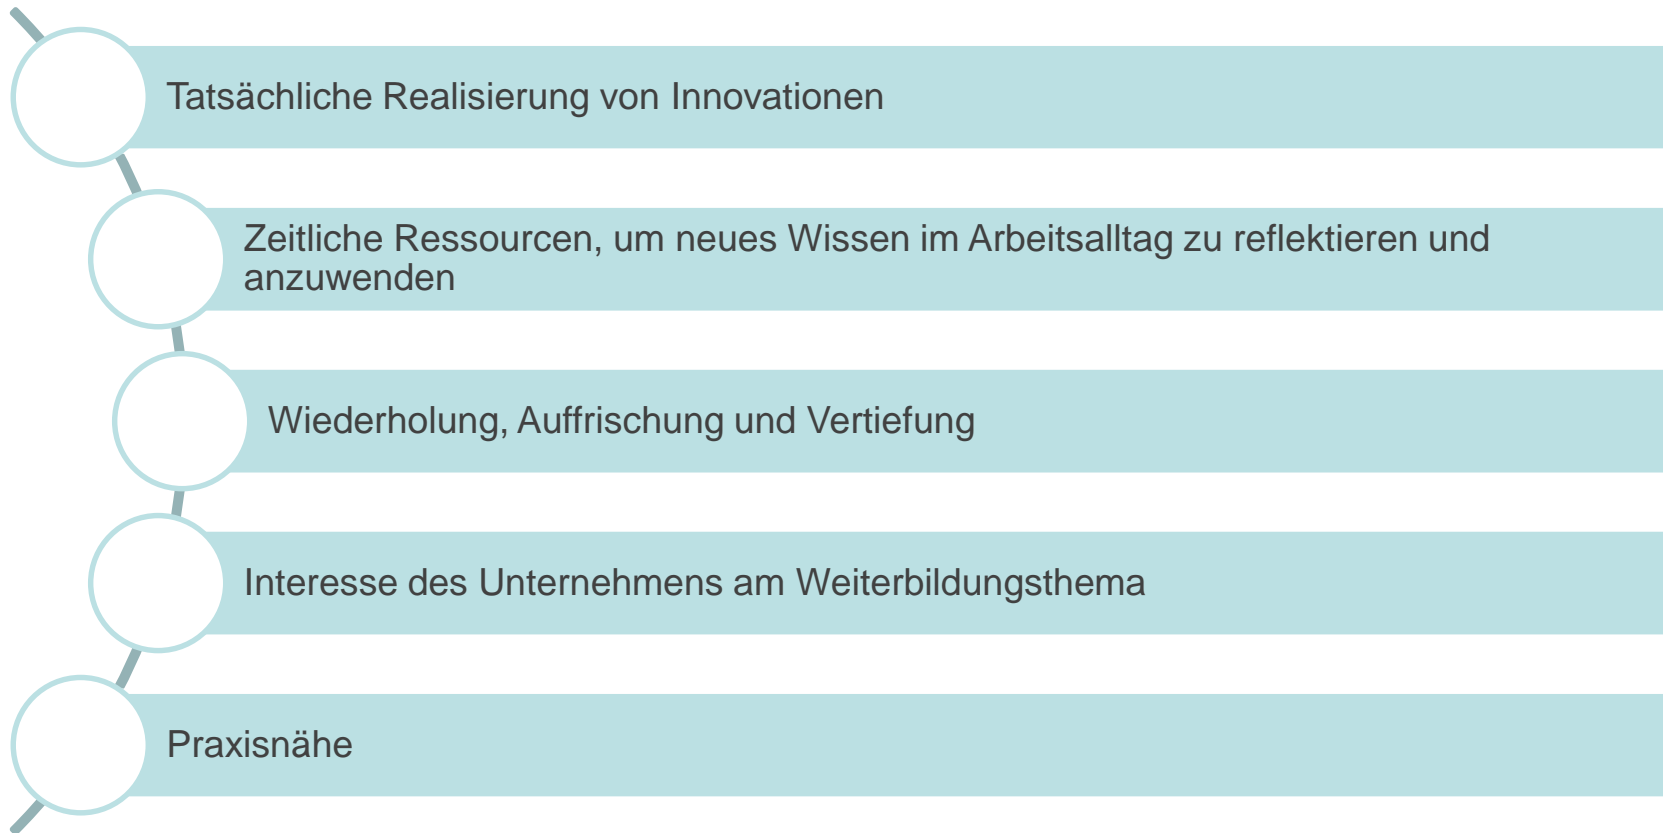 Tatsächliche Realisierung von Innovationen
Zeitliche Ressourcen, um neues Wissen im Arbeitsalltag zu reflektieren und
anzuwenden
Wiederholung, Auffrischung und Vertiefung
Interesse des Unternehmens am Weiterbildungsthema
Praxisnähe